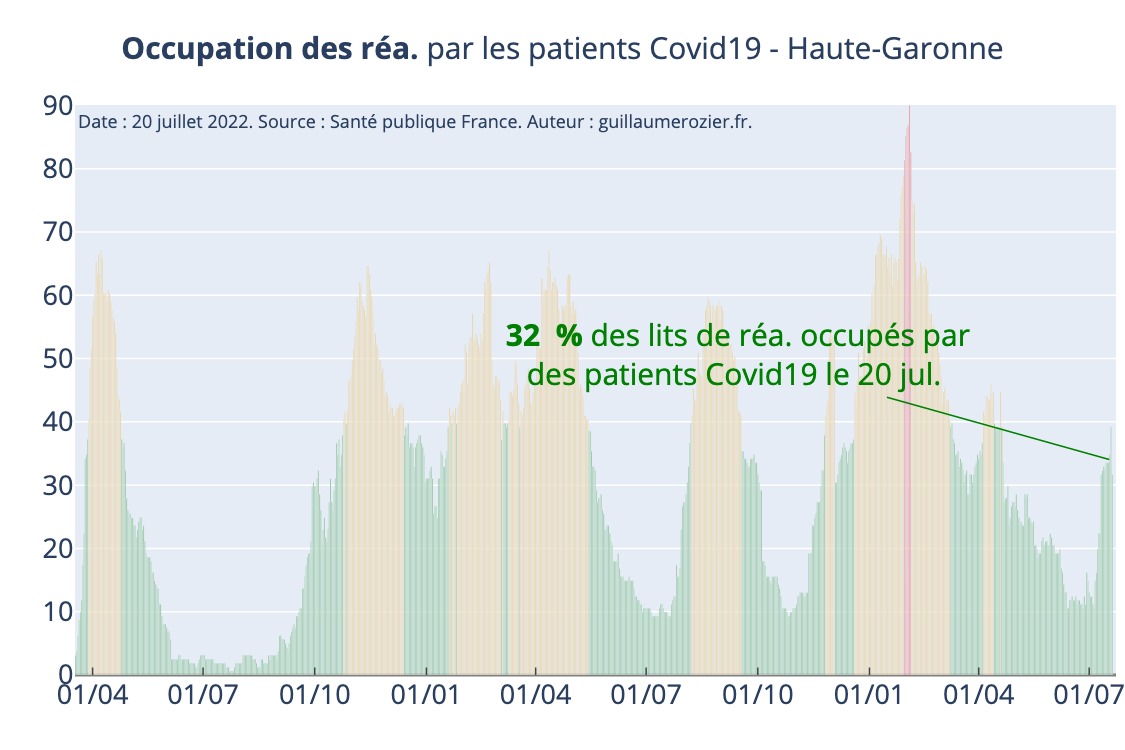 Occupation des réa. par les patients Covid19 - Haute-Garonne
90
Date : 20 juillet 2022. Source : Santé publique France. Auteur : guillaumerozier.fr.
80
70
60
32 % des lits de réa. occupés par
50
des patients Covid19 le 20 jul.
40
30
20
10
0
01/04 01/07 01/10 01/01 01/04 01/07 01/10 01/01 01/04 01/07